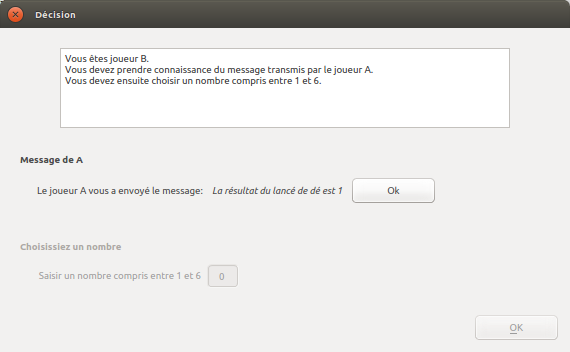 Décision
Vous êtes joueur B.
Vous devez prendre connaissance du message transmis par le joueur A.
Vous devez ensuite choisir un nombre compris entre 1 et 6.
Message de A
Le joueur A vous a envoyé le message: La résultat du lancé de dé est 1 Ok
Choisissiez un nombre
Saisir un nombre compris entre 1 et 6 0
OK